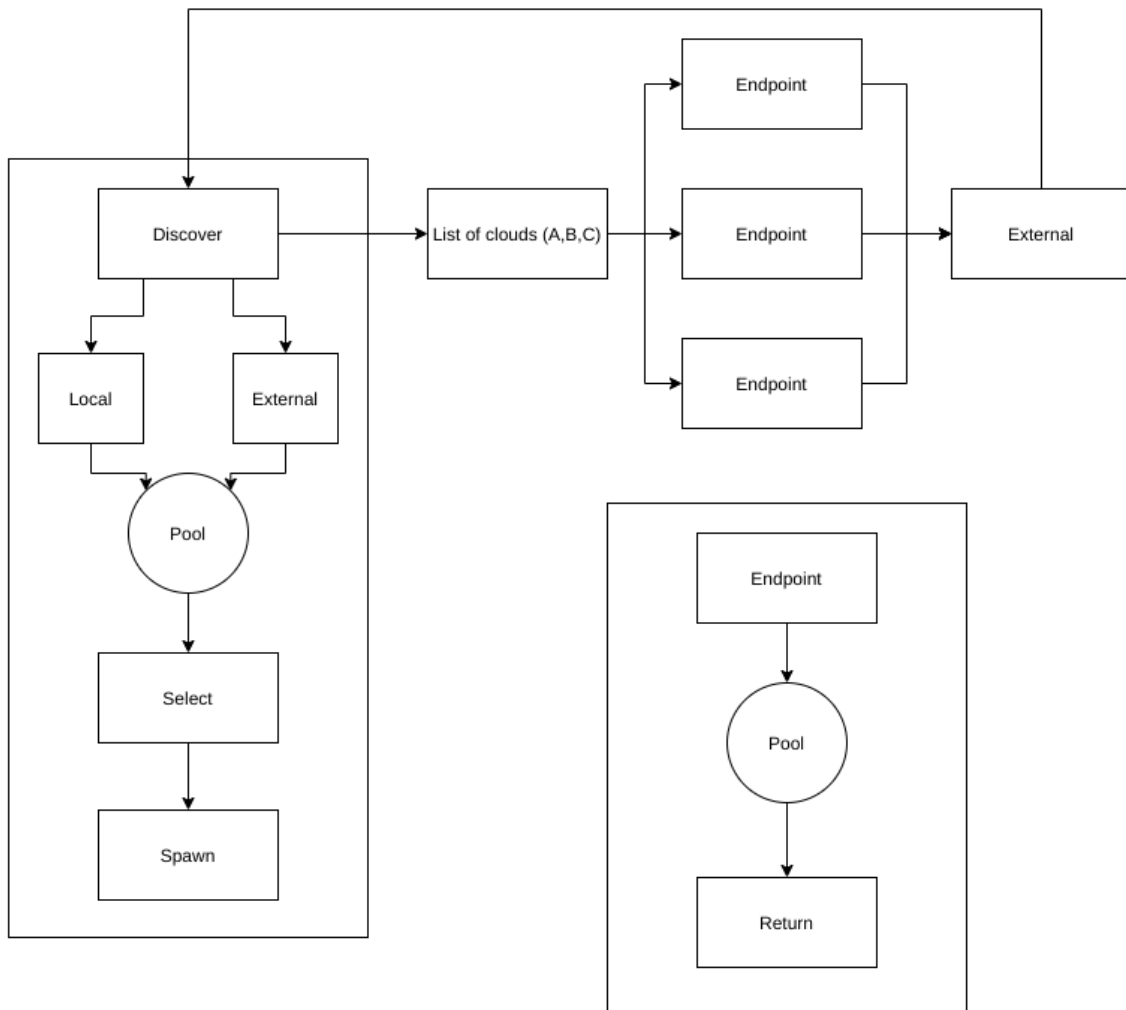 Endpoint
Discover
List of clouds (A,B,C)
Endpoint
External
Local
External
Endpoint
Pool
Endpoint
Select
Pool
Spawn
Return